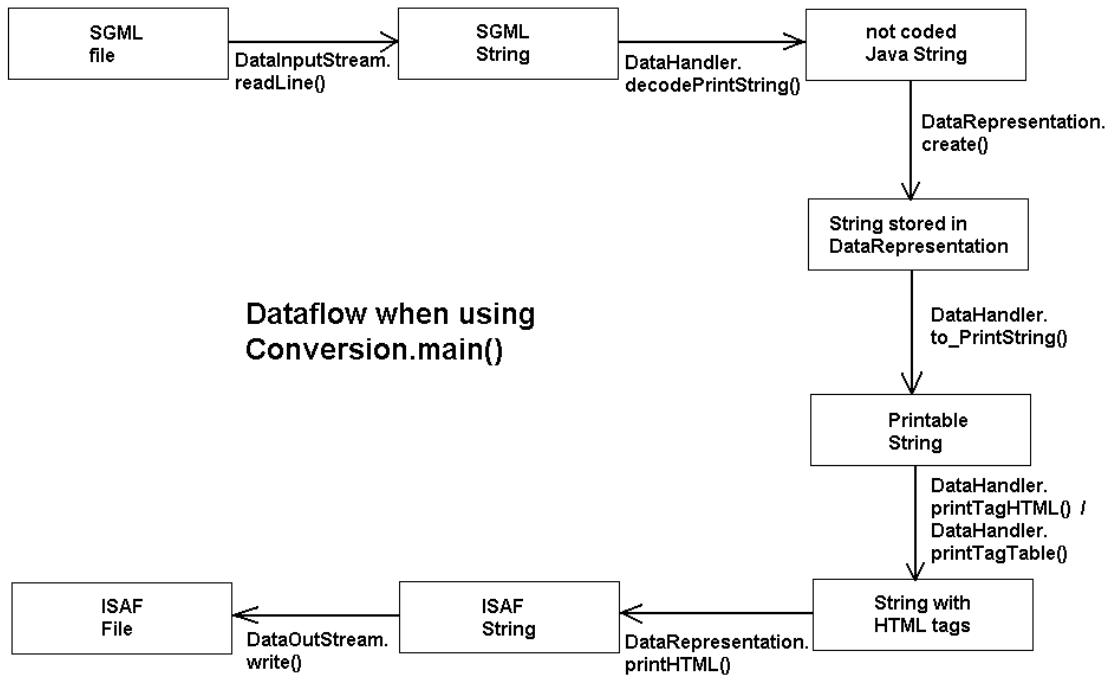 SGML
file
DataInputStream.
readLine()
SGML
String
DataHandler.
decodePrintString()
not coded
Java String
DataRepresentation.
create()
String stored in
DataRepresentation
Dataflow when using
Conversion.main()
DataHandler.
to_PrintString()
Printable
String
DataHandler.
printTagHTML() /
DataHandler.
printTagTable()
String with
HTML tags
DataRepresentation.
printHTML()
ISAF
String
DataOutStream.
write()
ISAF
File